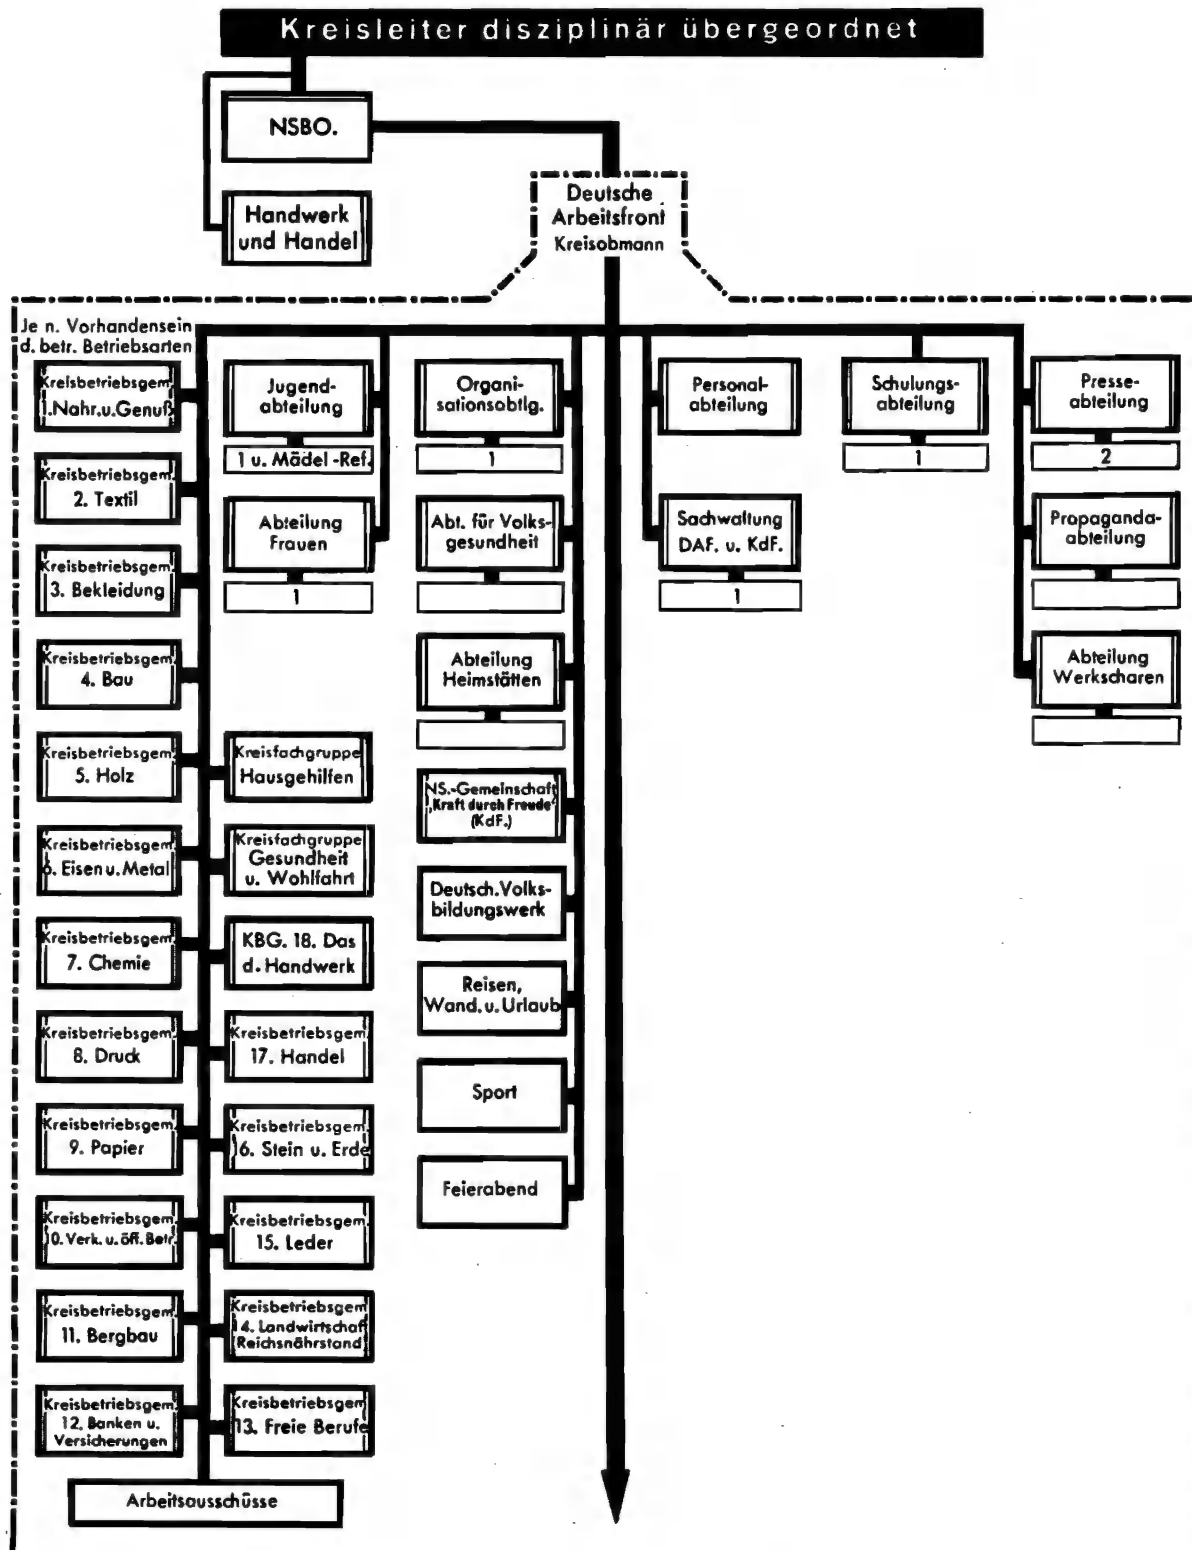 Kreisleiter disziplinär übergeordnet
NSBO.
Handwerk
und Handel
Deutsche
Arbeitsfront
Kreisobmann
Je n. Vorhandensein
d. betr. Betriebsarten
Kreisbetriebsgem.
1. Nahr. u. Genuß
Kreisbetriebsgem.
2. Textil
Kreisbetriebsgem.
3. Bekleidung
Kreisbetriebsgem.
4. Bau
Kreisbetriebsgem.
5. Holz
Kreisbetriebsgem.
6. Eisen u. Metal
Kreisbetriebsgem.
7. Chemie
Kreisbetriebsgem.
8. Druck
Kreisbetriebsgem.
9. Papier
Kreisbetriebsgem.
10. Verk. u. öff. Betr.
Kreisbetriebsgem.
11. Bergbau
Kreisbetriebsgem.
12. Banken u.
Versicherungen
Arbeitsausschüsse
Jugend-
abteilung
1 u. Mädel-Ref.
Abteilung
Frauen
1
Kreisfachgruppe
Hausgehilfen
Kreisfachgruppe
Gesundheit
u. Wohlfahrt
KBG. 18. Das
d. Handwerk
Kreisbetriebsgem.
17. Handel
Kreisbetriebsgem.
16. Stein u. Erde
Kreisbetriebsgem.
15. Leder
Kreisbetriebsgem
14. Landwirtschaf
Reichsnährstand
Kreisbetriebsgem
13. Freie Berufe
Organi-
sationsabtlg.
1
Abt. für Volks-
gesundheit
Abteilung
Heimstätten
NS.-Gemeinschaft
„Kraft durch Freude“
(KdF.)
Deutsch. Volks-
bildungswerk
Reisen,
Wand. u. Urlaub
Sport
Feierabend
Personal-
abteilung
Sachwaltung
DAF. u. KdF.
1
Schulungs-
abteilung
1
Presse-
abteilung
2
Propaganda-
abteilung
Abteilung
Werkscharen